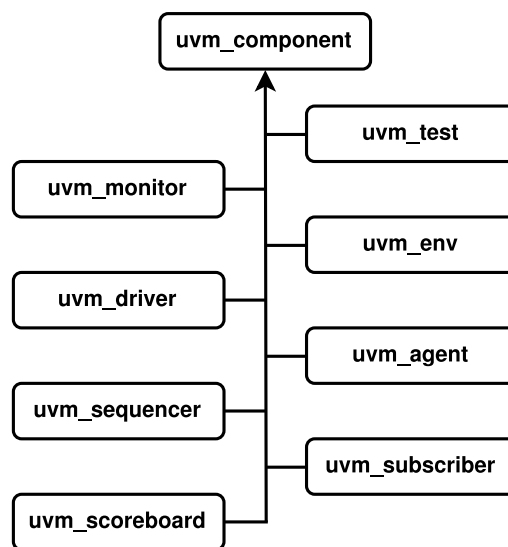 uvm_component
uvm_test
uvm_monitor
uvm_env
uvm_driver
uvm_agent
uvm_sequencer
uvm_subscriber
uvm_scoreboard